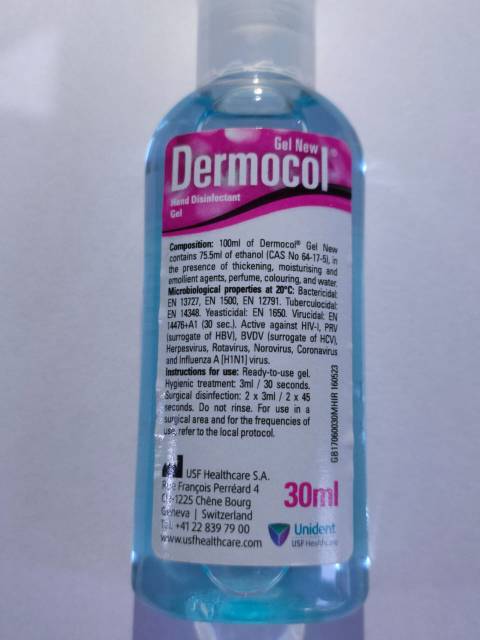 Gel New
Dermocol®
Hand Disinfectant
Gel
Composition: 100ml of Dermocol® Gel New
contains 75.5ml of ethanol (CAS No 64-17-5), in
the presence of thickening, moisturising and
emollient agents, perfume, colouring, and water.
Microbiological properties at 20°C: Bactericidal:
EN 13727, EN 1500, EN 12791. Tuberculocidal:
EN 14348. Yeasticidal: EN 1650. Virucidal: EN
14476+A1 (30 sec.). Active against HIV-I, PRV
(surrogate of HBV), BVDV (surrogate of HCV),
Herpesvirus, Rotavirus, Norovirus, Coronavirus
and Influenza A [H1N1] virus.
Instructions for use: Ready-to-use gel.
Hygienic treatment: 3ml / 30 seconds.
Surgical disinfection: 2 x 3ml / 2 x 45
seconds. Do not rinse. For use in a
surgical area and for the frequencies of
use, refer to the local protocol.
GB17060030MHIR 160523
USF Healthcare S.A.
Rue François Perréard 4
CH-1225 Chêne Bourg
Geneva | Switzerland
Tél. +41 22 839 79 00
www.usfhealthcare.com
30ml
Unident
USF Healthcare